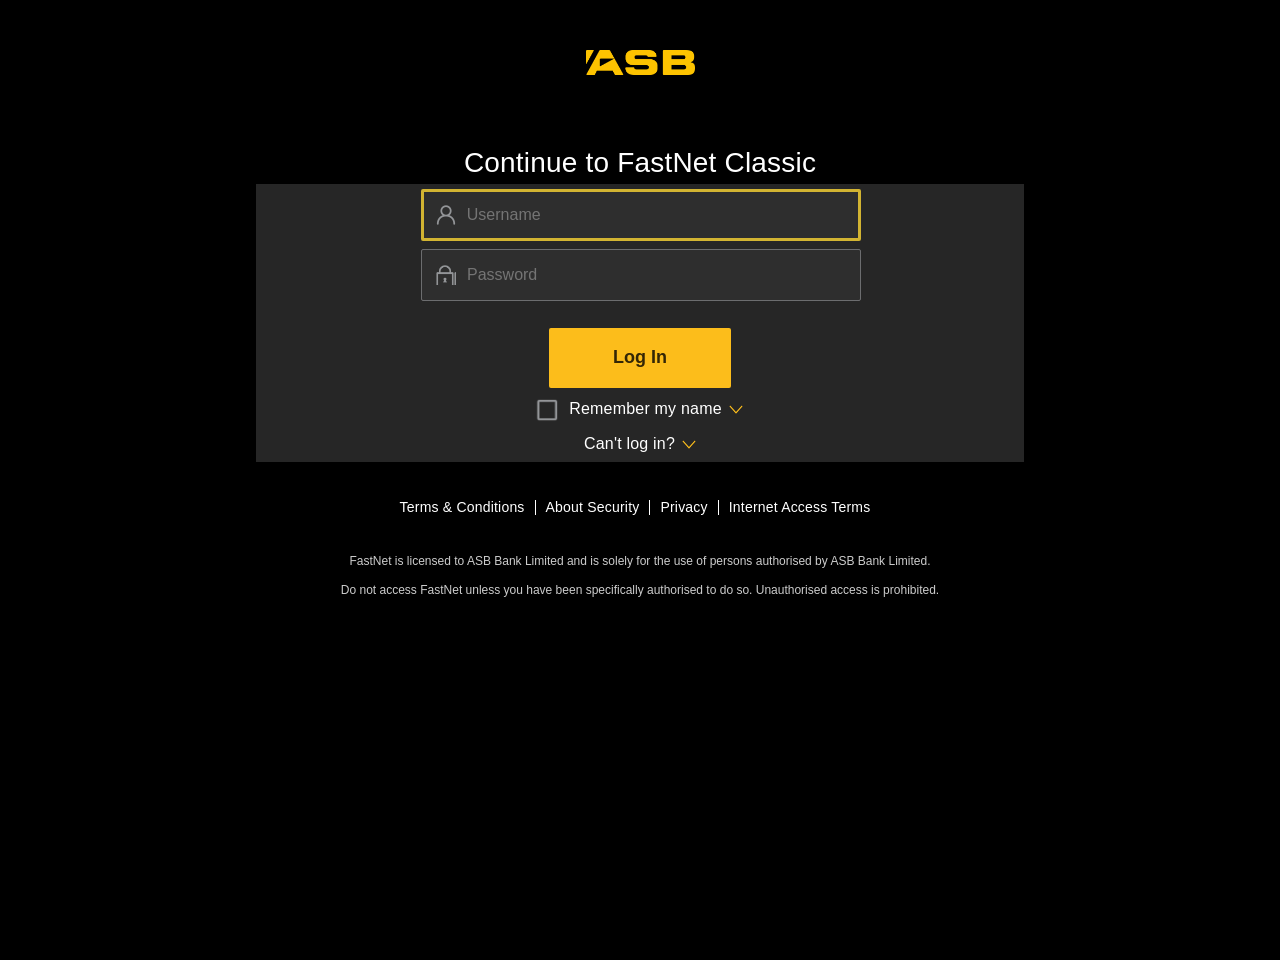 ASB
Continue to FastNet Classic
Username
Password
Log In
Remember my name
Can't log in?
Terms & Conditions
About Security
Privacy
Internet Access Terms
FastNet is licensed to ASB Bank Limited and is solely for the use of persons authorised by ASB Bank Limited.
Do not access FastNet unless you have been specifically authorised to do so. Unauthorised access is prohibited.